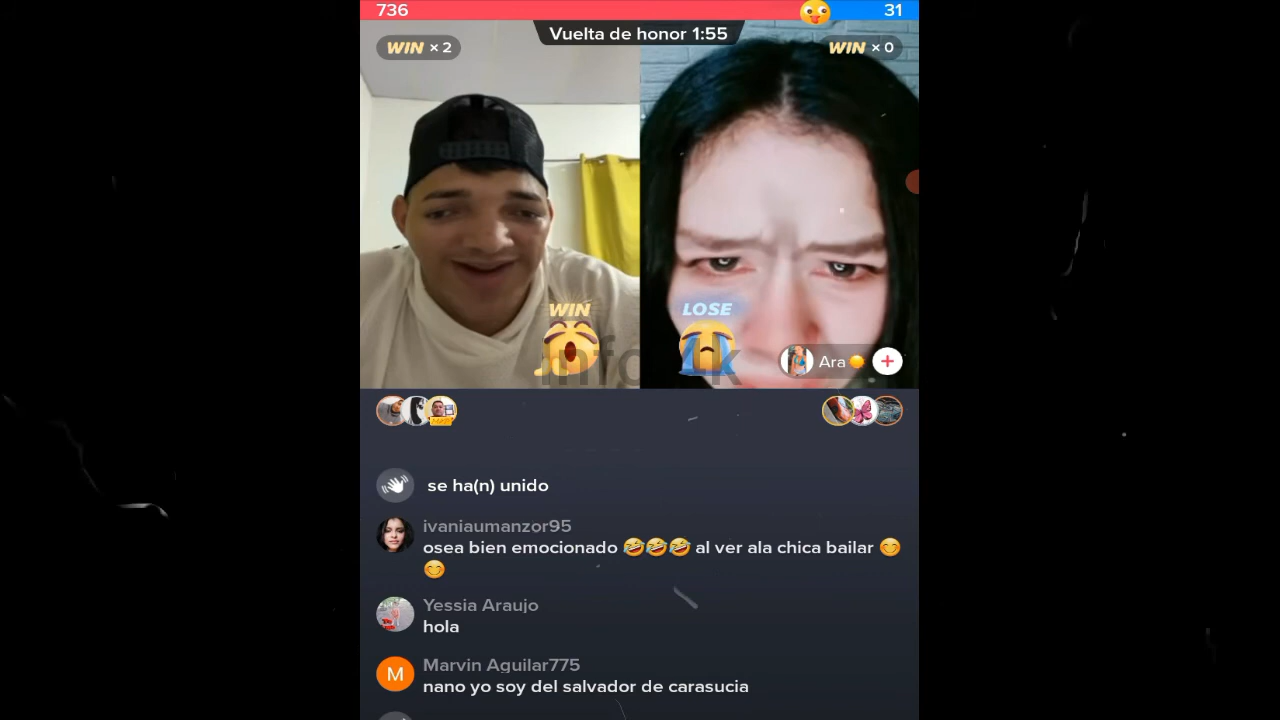 736
31
Vuelta de honor 1:55
WIN × 2
WIN × 0
WIN
LOSE
Ara
se ha(n) unido
ivaniaumanzor95
osea bien emocionado 🤣🤣🤣 al ver ala chica bailar 😊
😊
Yessia Araujo
hola
M
Marvin Aguilar775
nano yo soy del salvador de carasucia